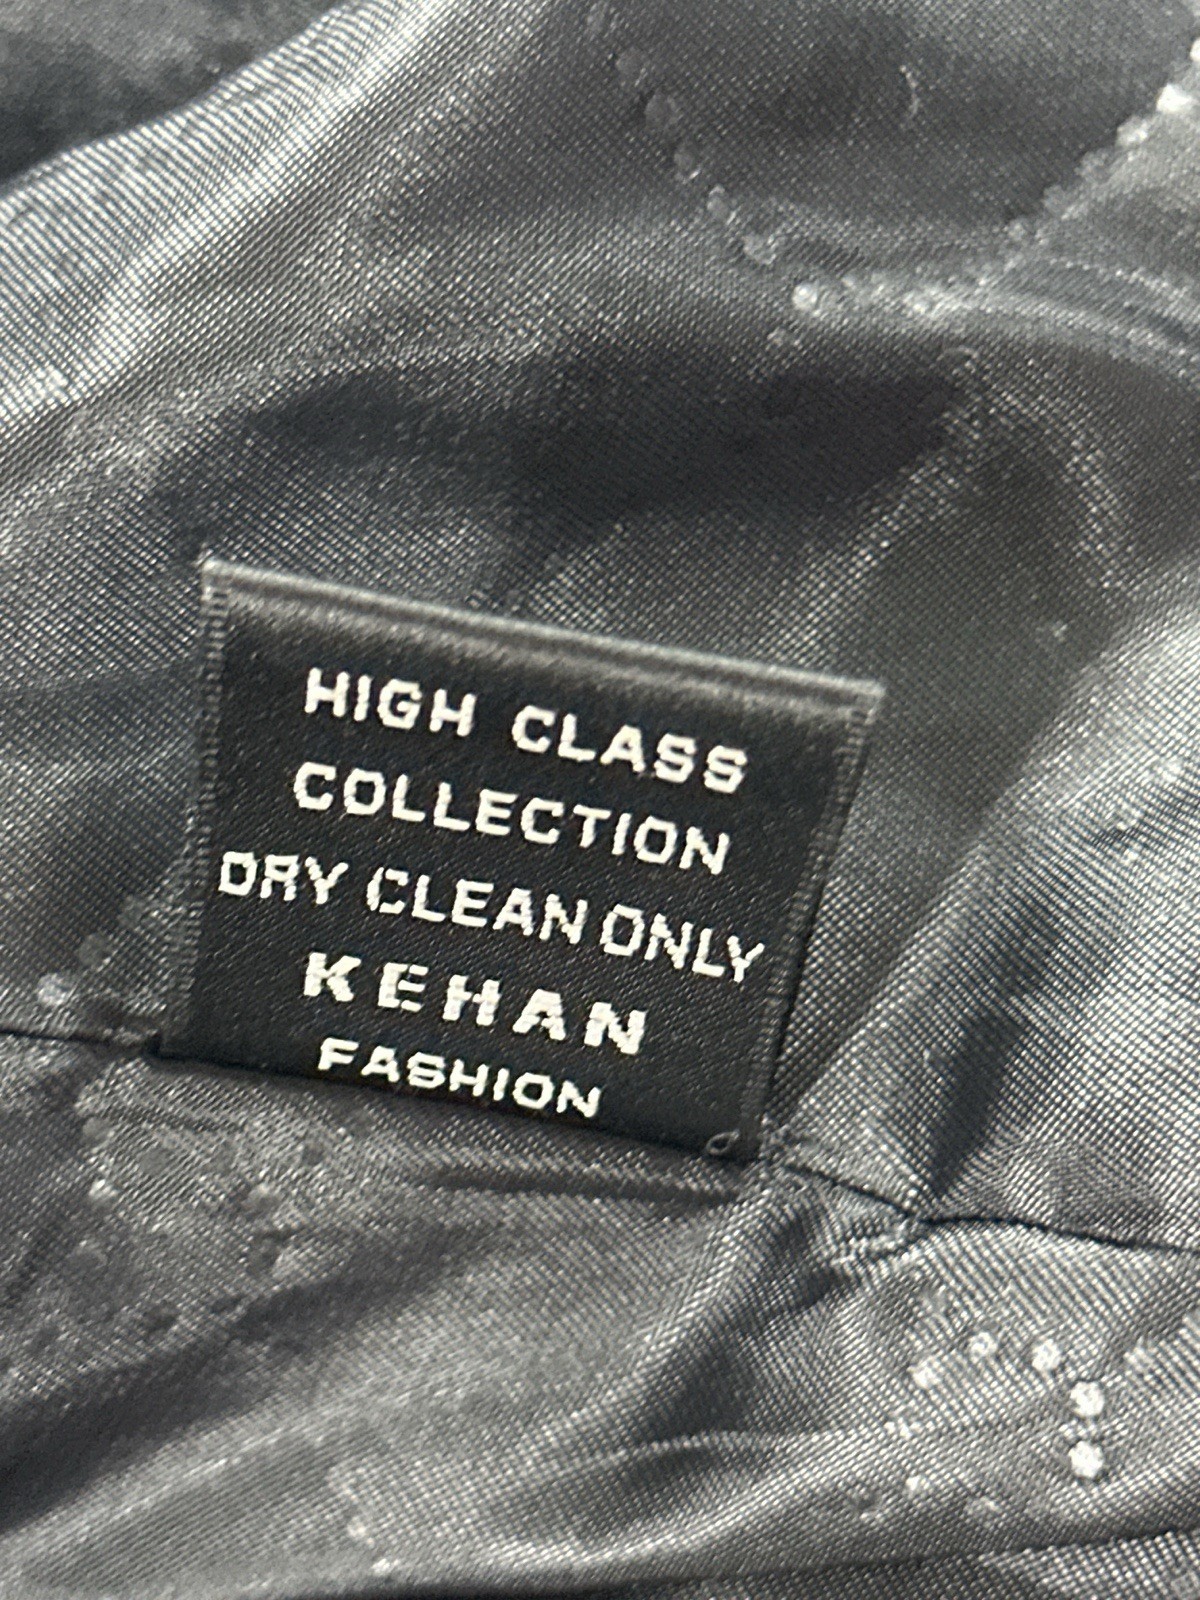 HIGH CLASS
COLLECTION
DRY CLEAN ONLY
KEHAN
FASHION